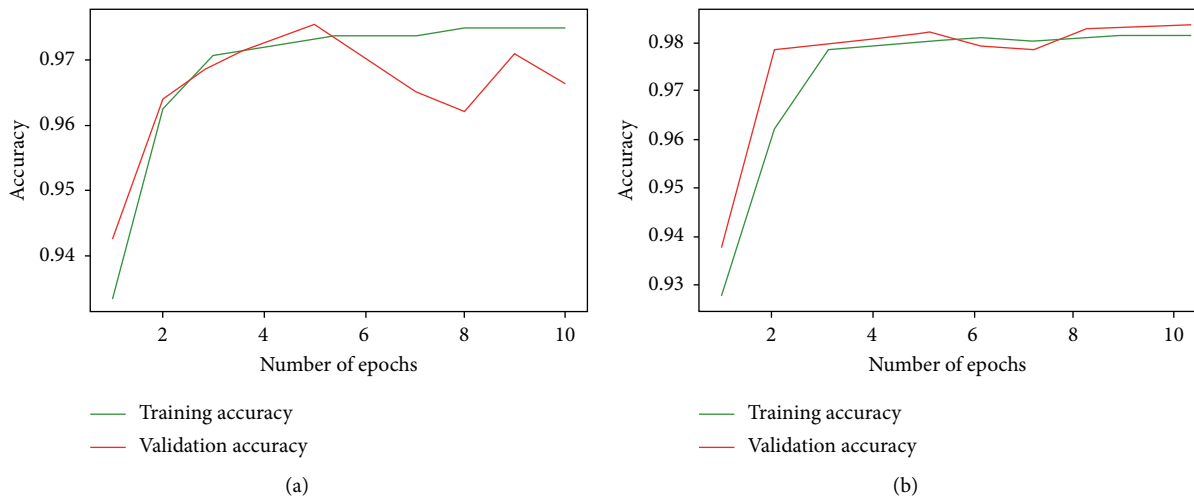 0.97
0.96
0.95
0.94
Accuracy
2
4
6
8
10
Number of epochs
Training accuracy
Validation accuracy
(a)
0.98
0.97
0.96
0.95
0.94
0.93
Accuracy
2
4
6
8
10
Number of epochs
Training accuracy
Validation accuracy
(b)